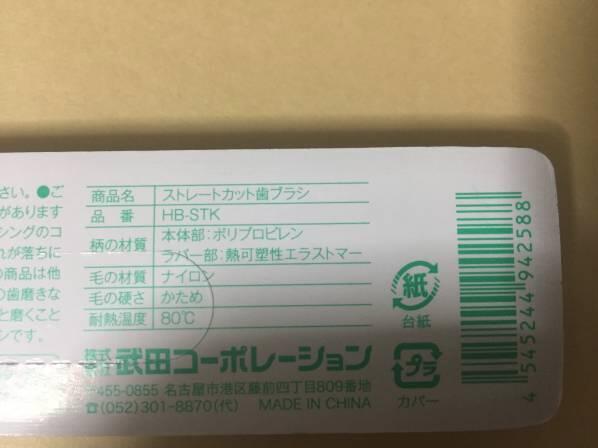 さい。●ご
があります
シングのコ
れが落ちに
の商品は他
の歯磨きな
と磨くこと
シです。
商品名 ストレートカット歯ブラシ
品 番 HB-STK
柄の材質 本体部:ポリプロピレン
ラバー部:熱可塑性エラストマー
毛の材質 ナイロン
毛の硬さ かため
耐熱温度 80℃
株式会社 武田コーポレーション
〒455-0855 名古屋市港区藤前四丁目809番地
☎(052)301-8870(代) MADE IN CHINA
紙
台紙
プラ
カバー
4 545244 942588